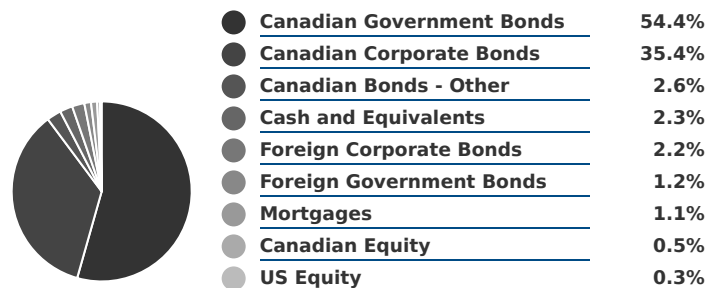 Canadian Government Bonds 54.4%
Canadian Corporate Bonds 35.4%
Canadian Bonds - Other 2.6%
Cash and Equivalents 2.3%
Foreign Corporate Bonds 2.2%
Foreign Government Bonds 1.2%
Mortgages 1.1%
Canadian Equity 0.5%
US Equity 0.3%